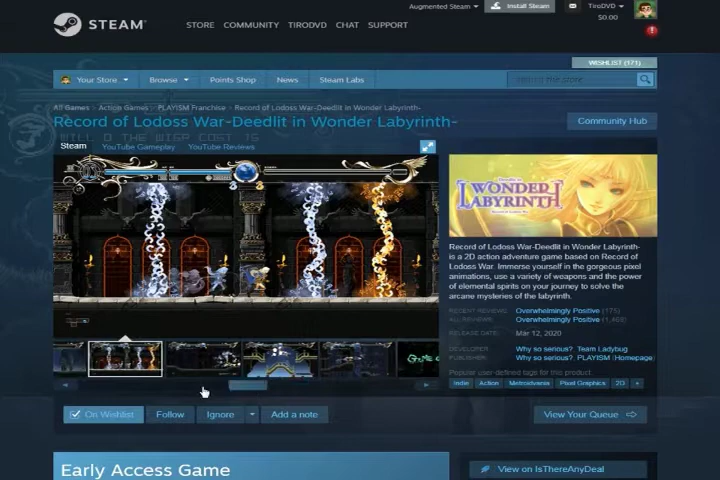 Augmented Steam
Install Steam
TiroDVD
$0.00
STEAM
STORE COMMUNITY TIRODVD CHAT SUPPORT
WISHLIST (171)
Your Store Browse Points Shop News Steam Labs
All Games > Action Games > PLAYISM Franchise > Record of Lodoss War-Deedlit in Wonder Labyrinth-
Record of Lodoss War-Deedlit in Wonder Labyrinth-
Community Hub
Steam YouTube Gameplay YouTube Reviews
3 3
WONDER
LABYRINTH
Record of Lodoss War-Deedlit in Wonder Labyrinth-
is a 2D action adventure game based on Record of
Lodoss War. Immerse yourself in the gorgeous pixel
animations, use a variety of weapons and the power
of elemental spirits on your journey to solve the
arcane mysteries of the labyrinth.
RECENT REVIEWS: Overwhelmingly Positive (175)
ALL REVIEWS: Overwhelmingly Positive
RELEASE DATE: Mar 12, 2020
DEVELOPER: Why so serious?, Team Ladybug
PUBLISHER: Why so serious?, PLAYISM (Homepage)
Popular user-defined tags for this product:
Indie Action Metroidvania Pixel Graphics 2D +
On Wishlist Follow Ignore Add a note
View Your Queue
Early Access Game
View on IsThereAnyDeal